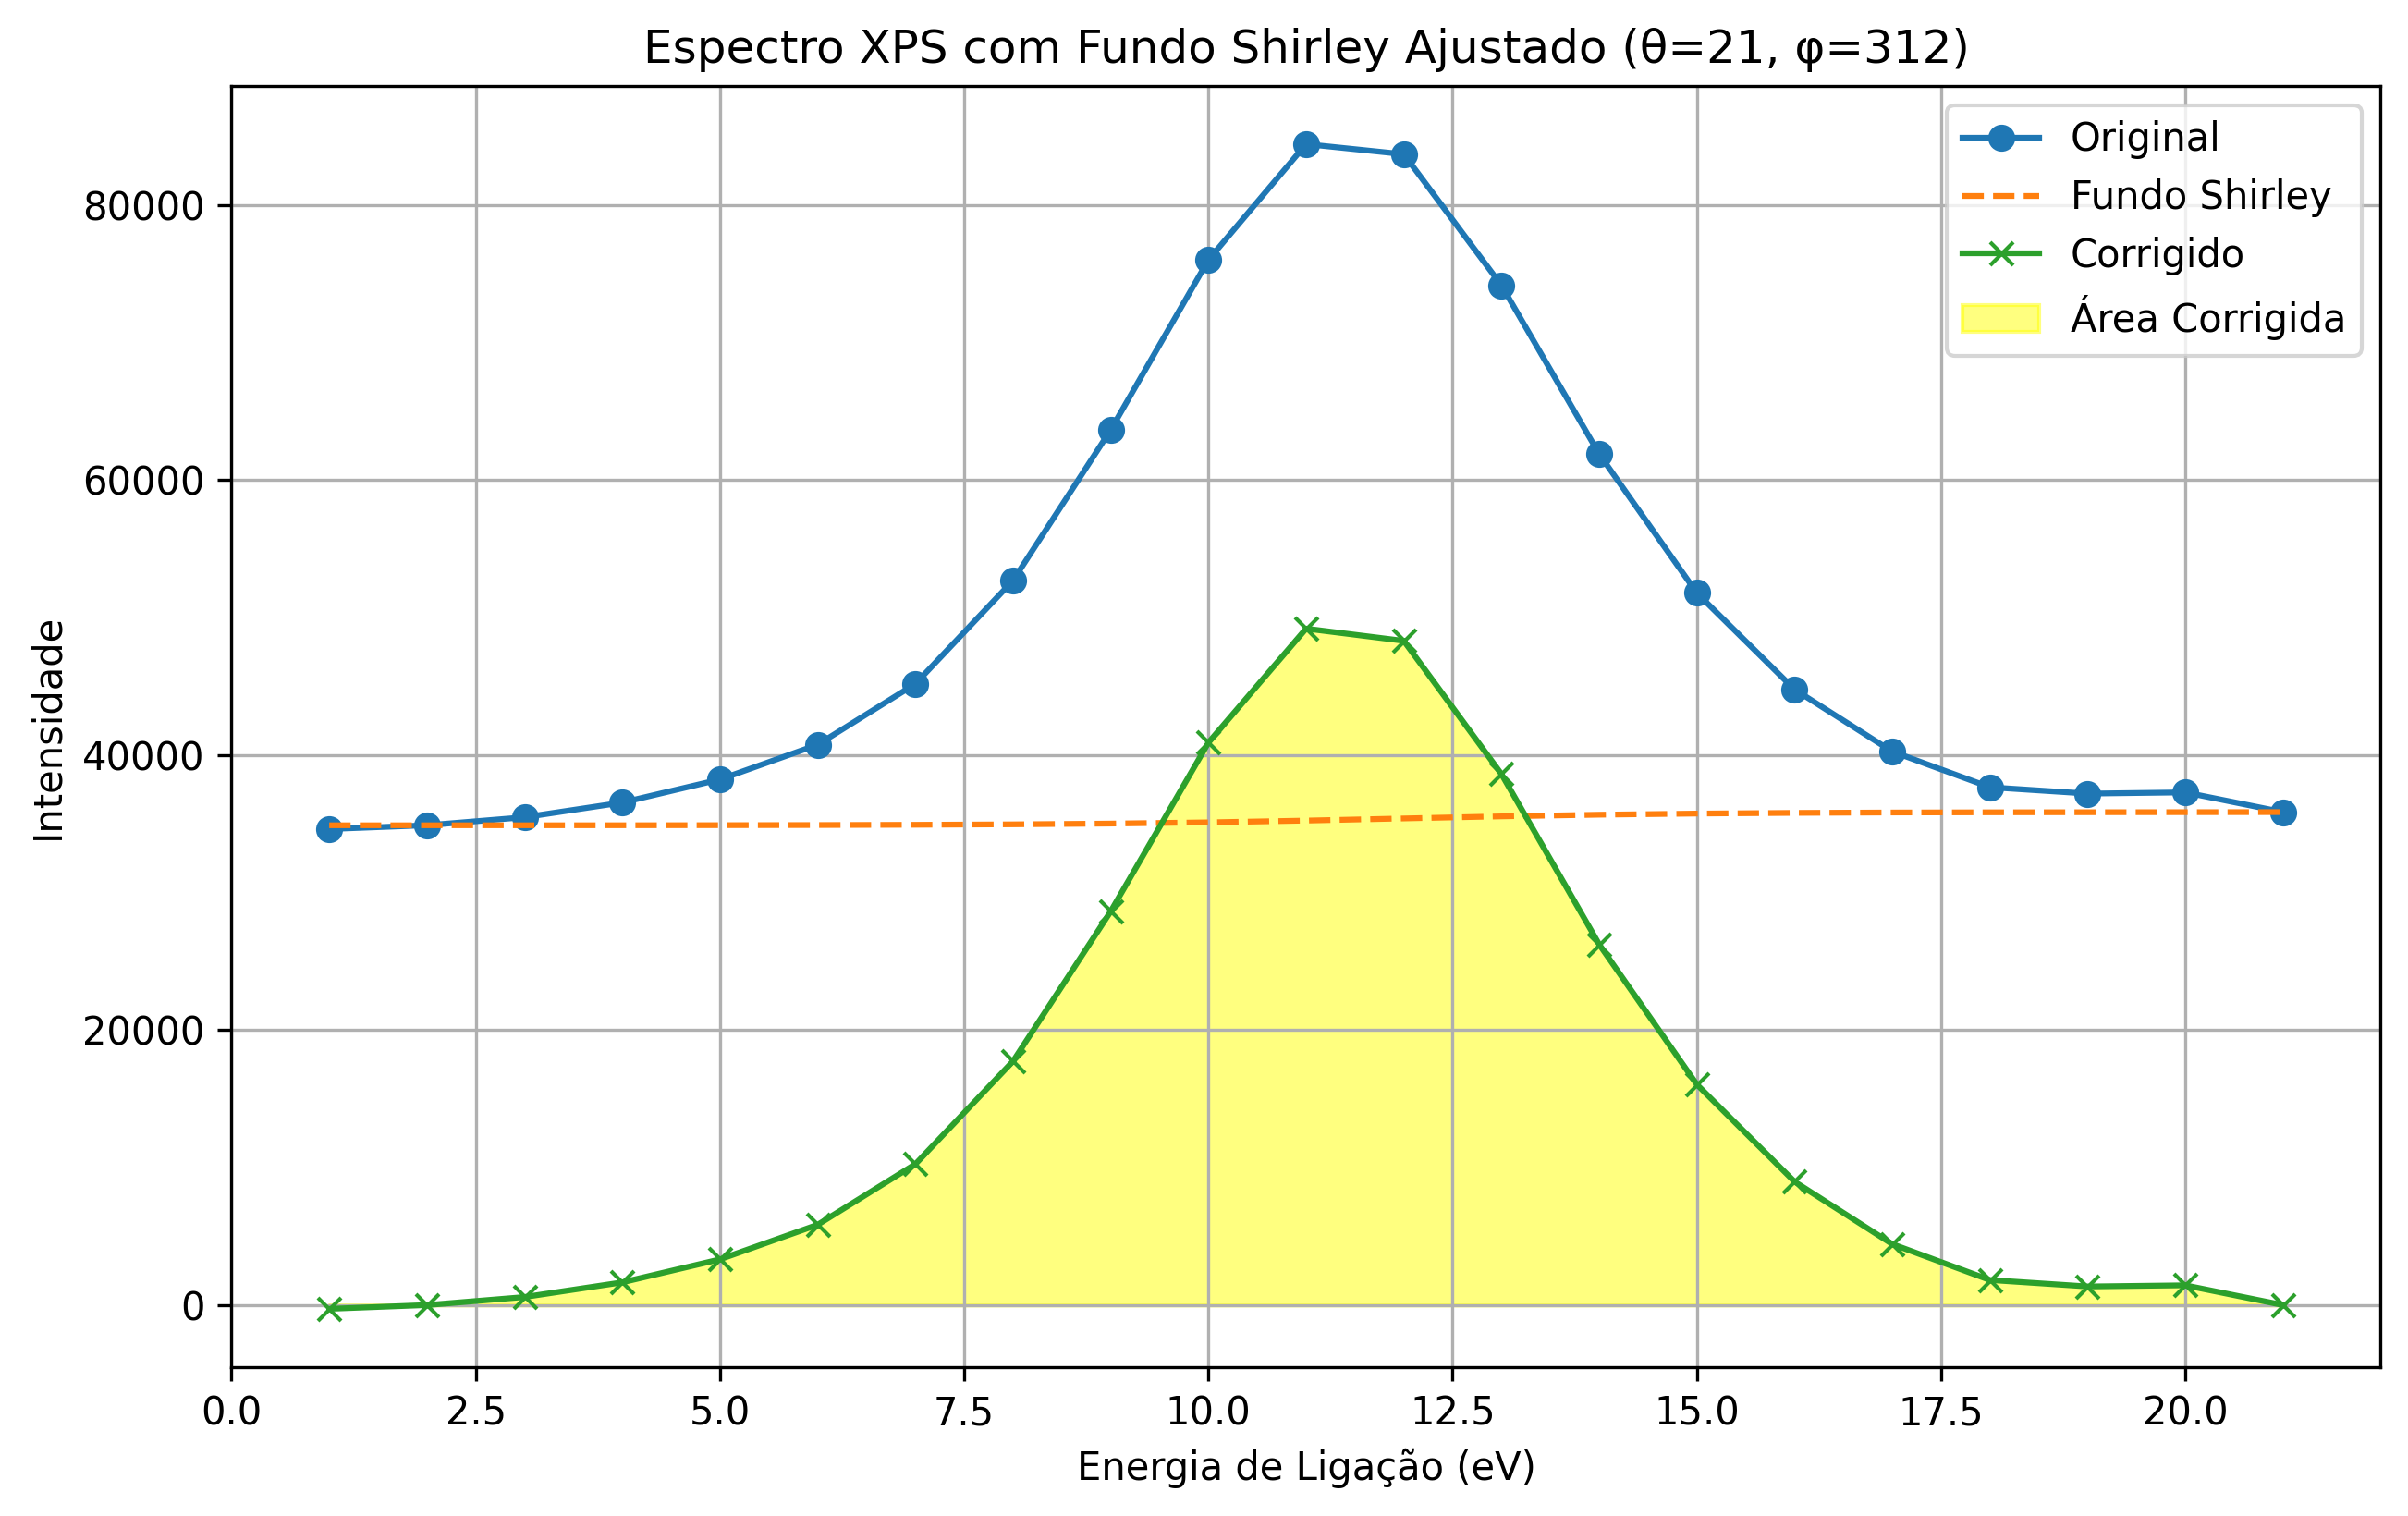 Espectro XPS com Fundo Shirley Ajustado (θ=21, φ=312)
Original
Fundo Shirley
Corrigido
Área Corrigida
Intensidade
80000
60000
40000
20000
0
0.0 2.5 5.0 7.5 10.0 12.5 15.0 17.5 20.0
Energia de Ligação (eV)